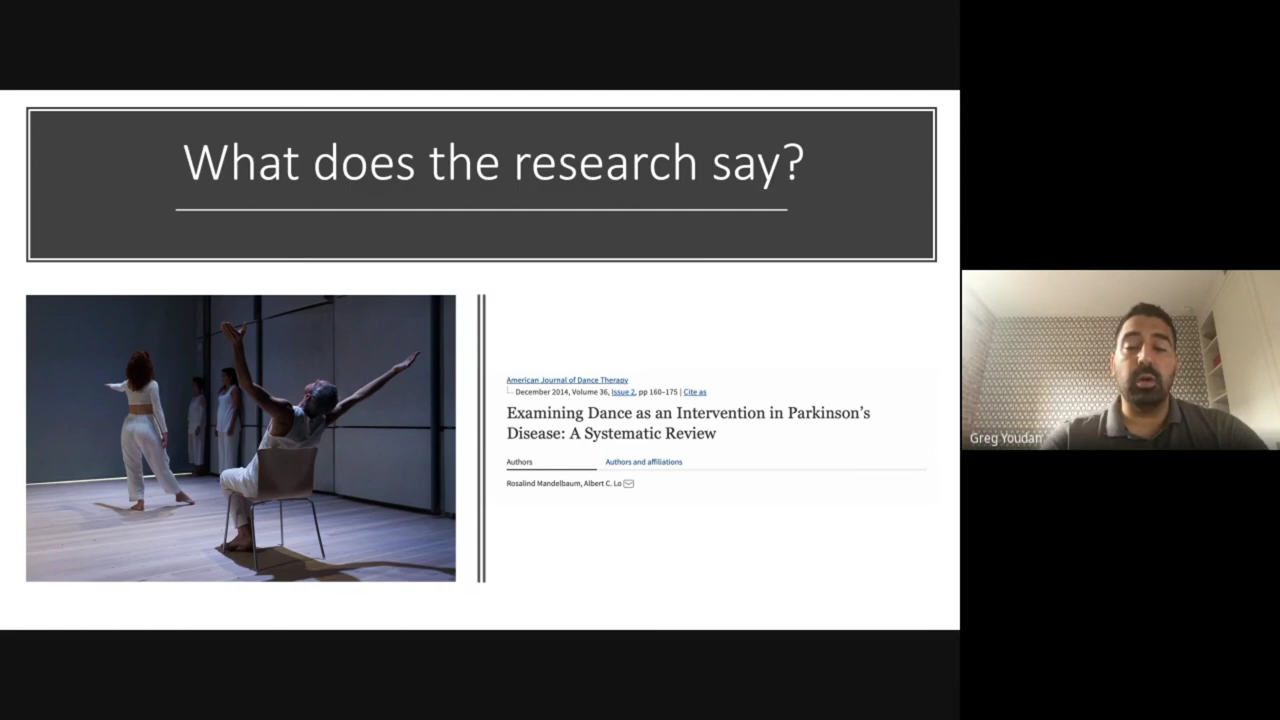 What does the research say?
American Journal of Dance Therapy
December 2014, Volume 36, Issue 2, pp 160–175 | Cite as
Examining Dance as an Intervention in Parkinson’s
Disease: A Systematic Review
Authors Authors and affiliations
Rosalind Mandelbaum, Albert C. Lo
Greg Youdan